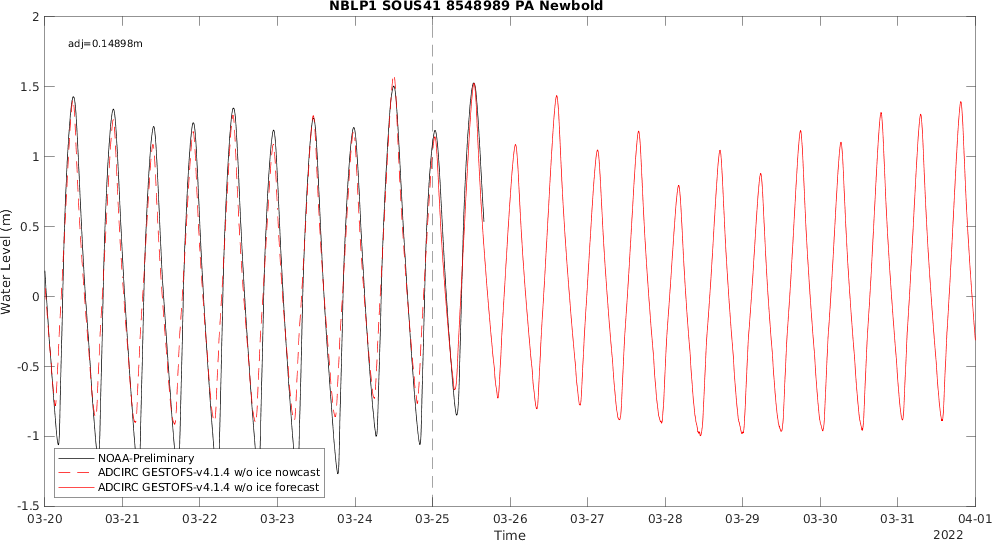 NBLP1 SOUS41 8548989 PA Newbold
adj=0.14898m
2
1.5
1
0.5
0
-0.5
-1
-1.5
Water Level (m)
NOAA-Preliminary
ADCIRC GESTOFS-v4.1.4 w/o ice nowcast
ADCIRC GESTOFS-v4.1.4 w/o ice forecast
03-20 03-21 03-22 03-23 03-24 03-25 03-26 03-27 03-28 03-29 03-30 03-31 04-01
Time
2022